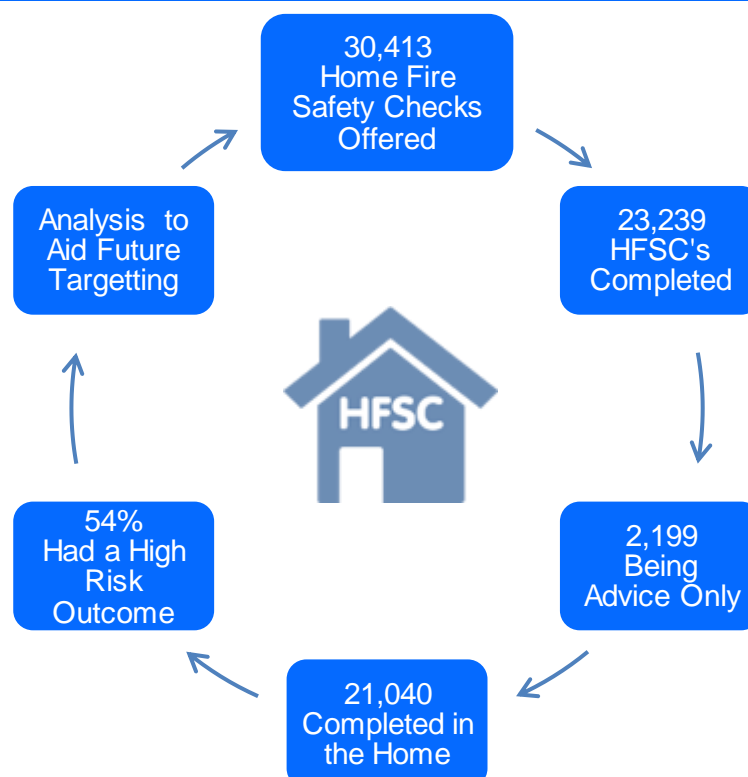 30,413
Home Fire
Safety Checks
Offered
23,239
HFSC's
Completed
2,199
Being
Advice Only
21,040
Completed in
the Home
54%
Had a High
Risk
Outcome
Analysis to
Aid Future
Targetting
HFSC